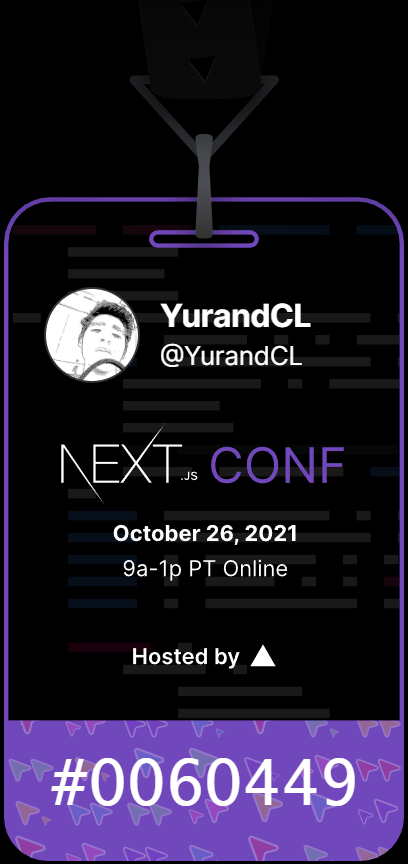 YurandCL
@YurandCL
NEXT.JS CONF
October 26, 2021
9a-1p PT Online
Hosted by
#0060449